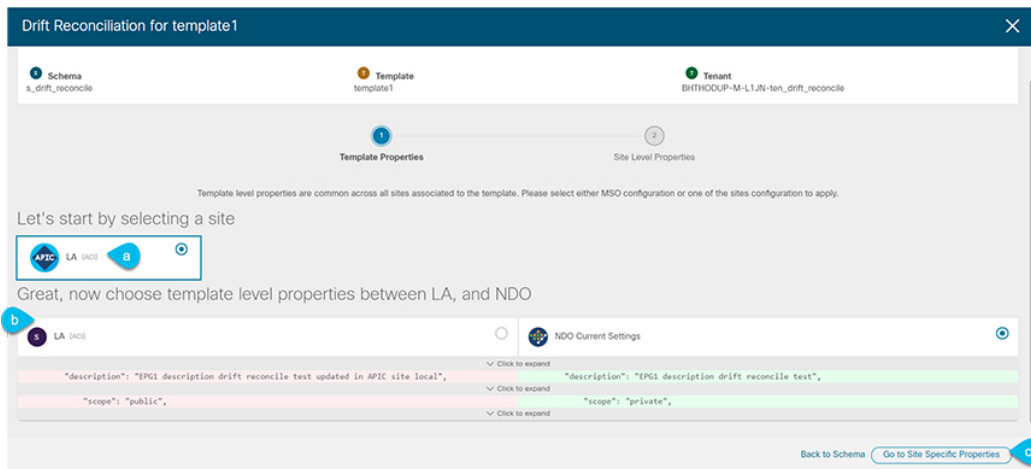 Drift Reconciliation for template1
S Schema
s_drift_reconcile
T Template
template1
T Tenant
BHTHODUP-M-L1JN-ten_drift_reconcile
1
Template Properties
2
Site Level Properties
Template level properties are common across all sites associated to the template. Please select either MSO configuration or one of the sites configuration to apply.
Let's start by selecting a site
APIC LA (ACI) a
Great, now choose template level properties between LA, and NDO
b
S LA (ACI)
NDO Current Settings
Click to expand
"description": "EPG1 description drift reconcile test updated in APIC site local",
"description": "EPG1 description drift reconcile test",
Click to expand
"scope": "public",
"scope": "private",
Click to expand
Back to Schema
Go to Site Specific Properties